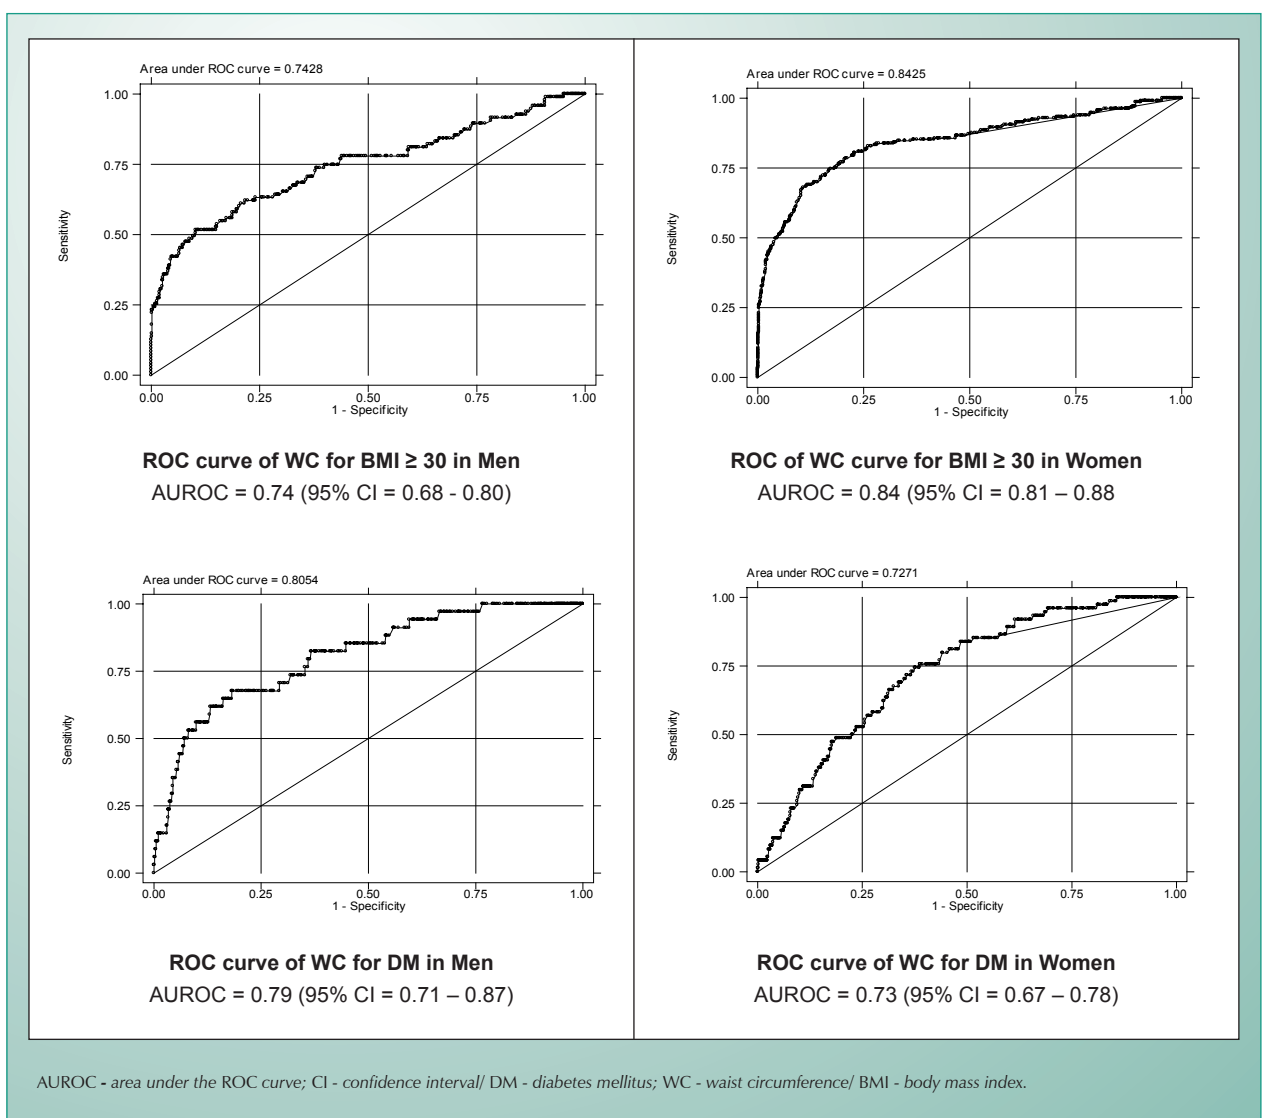 Area under ROC curve = 0.7428
1.00
0.75
0.50
0.25
0.00
Sensitivity
0.00 0.25 0.50 0.75 1.00
1 - Specificity
ROC curve of WC for BMI ≥ 30 in Men
AUROC = 0.74 (95% CI = 0.68 - 0.80)
Area under ROC curve = 0.8425
1.00
0.75
0.50
0.25
0.00
Sensitivity
0.00 0.25 0.50 0.75 1.00
1 - Specificity
ROC of WC curve for BMI ≥ 30 in Women
AUROC = 0.84 (95% CI = 0.81 – 0.88
Area under ROC curve = 0.8054
1.00
0.75
0.50
0.25
0.00
Sensitivity
0.00 0.25 0.50 0.75 1.00
1 - Specificity
ROC curve of WC for DM in Men
AUROC = 0.79 (95% CI = 0.71 – 0.87)
Area under ROC curve = 0.7271
1.00
0.75
0.50
0.25
0.00
Sensitivity
0.00 0.25 0.50 0.75 1.00
1 - Specificity
ROC curve of WC for DM in Women
AUROC = 0.73 (95% CI = 0.67 – 0.78)
AUROC - area under the ROC curve; CI - confidence interval/ DM - diabetes mellitus; WC - waist circumference/ BMI - body mass index.